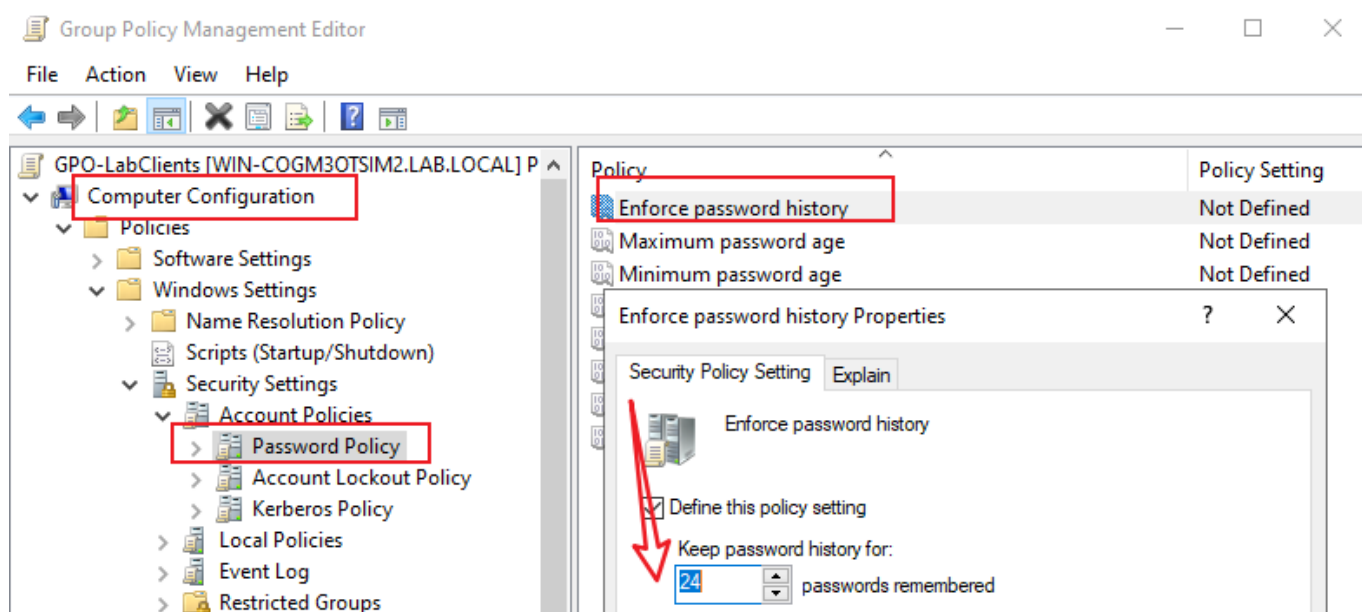 Group Policy Management Editor
File Action View Help
GPO-LabClients [WIN-COGM3OTSIM2.LAB.LOCAL] P
Computer Configuration
Policies
Software Settings
Windows Settings
Name Resolution Policy
Scripts (Startup/Shutdown)
Security Settings
Account Policies
Password Policy
Account Lockout Policy
Kerberos Policy
Local Policies
Event Log
Restricted Groups
Policy Policy Setting
Enforce password history Not Defined
Maximum password age Not Defined
Minimum password age Not Defined
Enforce password history Properties ?
Security Policy Setting Explain
Enforce password history
Define this policy setting
Keep password history for:
24 passwords remembered